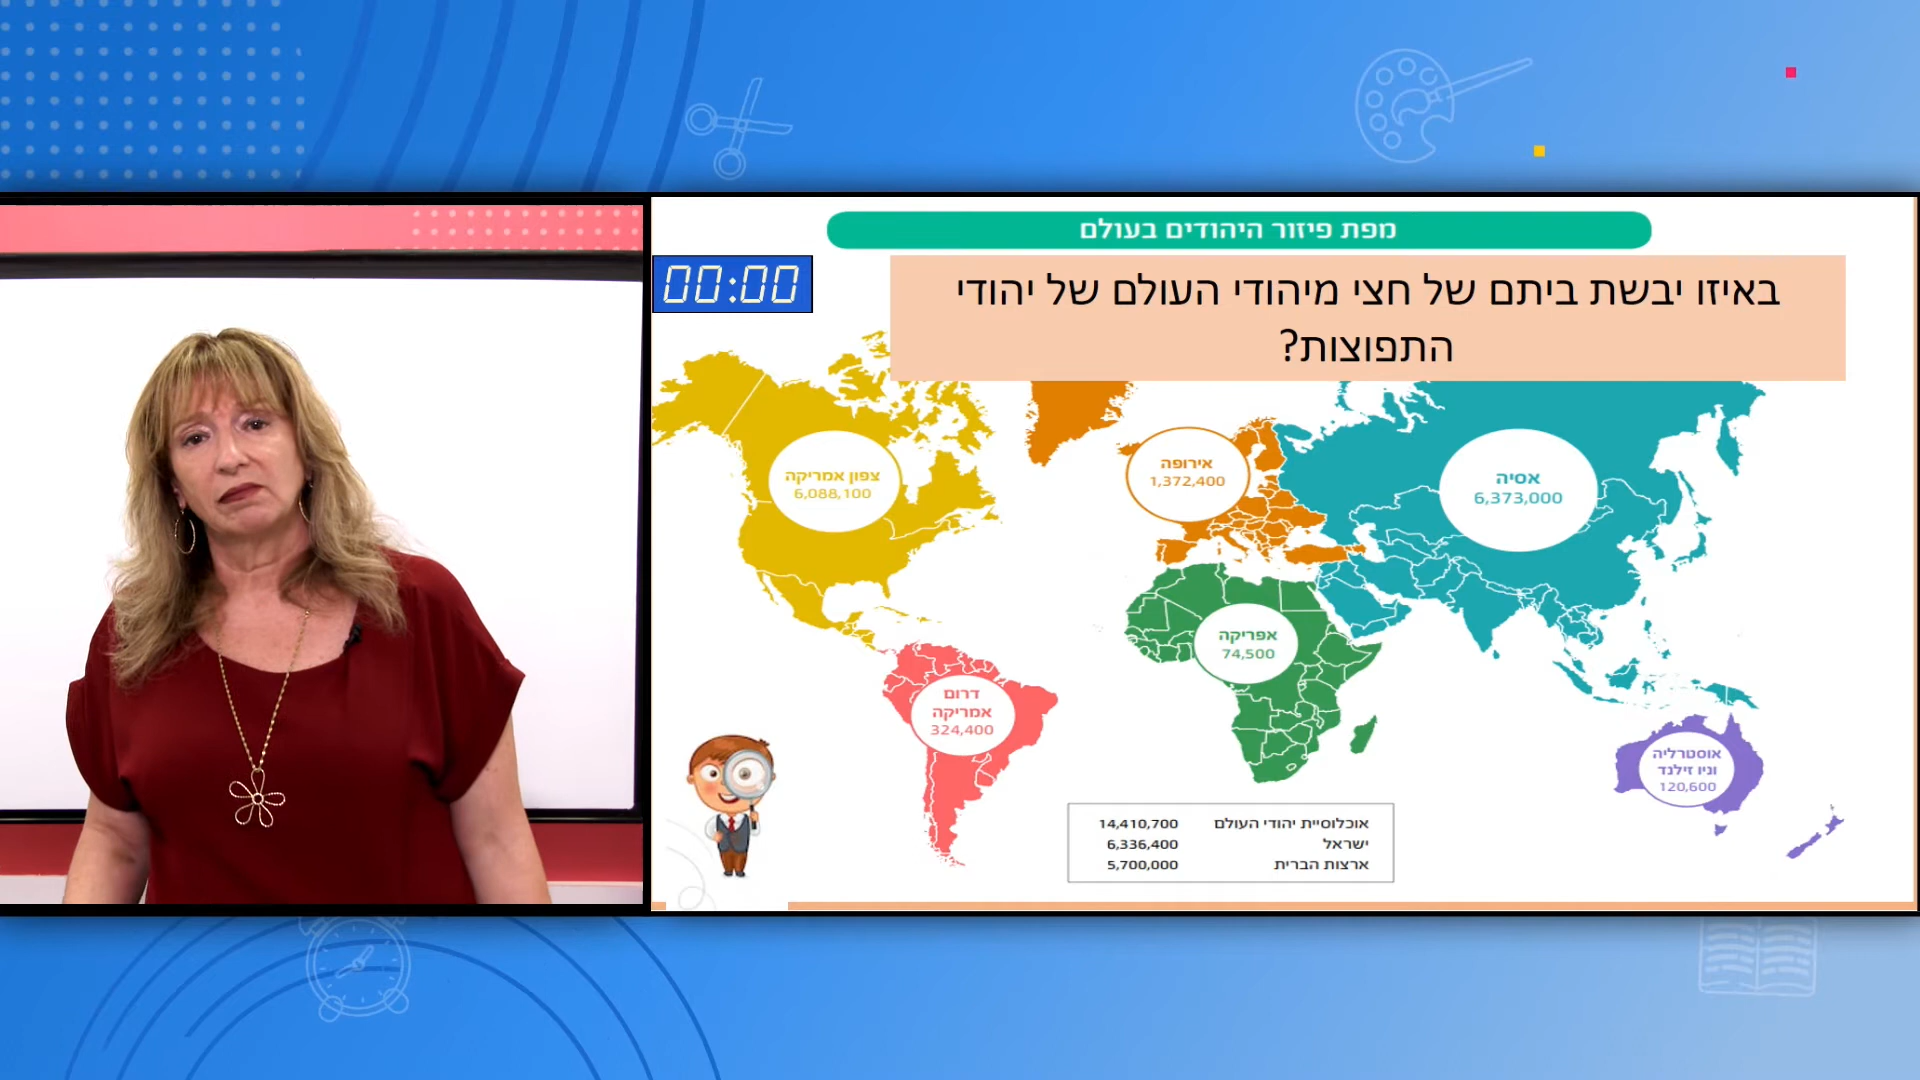 מפת פיזור היהודים בעולם
00:00
באיזו יבשת ביתם של חצי מיהודי העולם של יהודי
התפוצות?
צפון אמריקה
6,088,100
אירופה
1,372,400
אסיה
6,373,000
אפריקה
74,500
דרום
אמריקה
324,400
אוסטרליה
וניו זילנד
120,600
אוכלוסיית יהודי העולם 14,410,700
ישראל 6,336,400
ארצות הברית 5,700,000